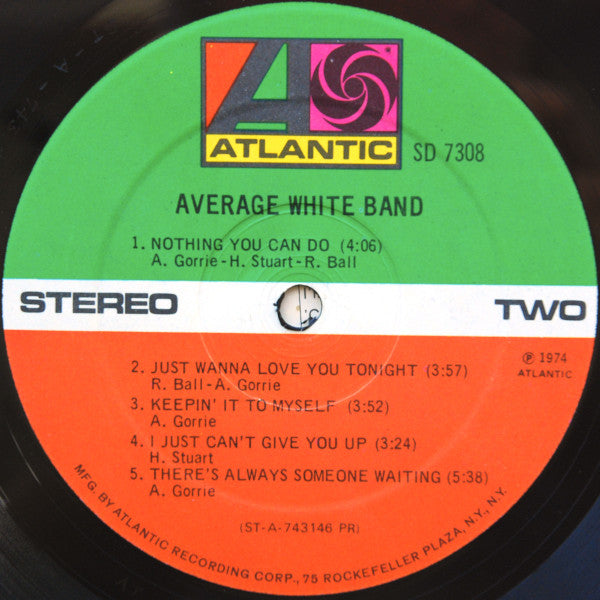 ATLANTIC
SD 7308
AVERAGE WHITE BAND
1. NOTHING YOU CAN DO (4:06)
A. Gorrie-H. Stuart-R. Ball
STEREO
TWO
2. JUST WANNA LOVE YOU TONIGHT (3:57)
R. Ball-A. Gorrie
℗ 1974
ATLANTIC
3. KEEPIN' IT TO MYSELF (3:52)
A. Gorrie
4. I JUST CAN'T GIVE YOU UP (3:24)
H. Stuart
5. THERE'S ALWAYS SOMEONE WAITING (5:38)
A. Gorrie
(ST-A-743146 PR)
MFG. BY ATLANTIC RECORDING CORP., 75 ROCKEFELLER PLAZA, N.Y., N.Y.